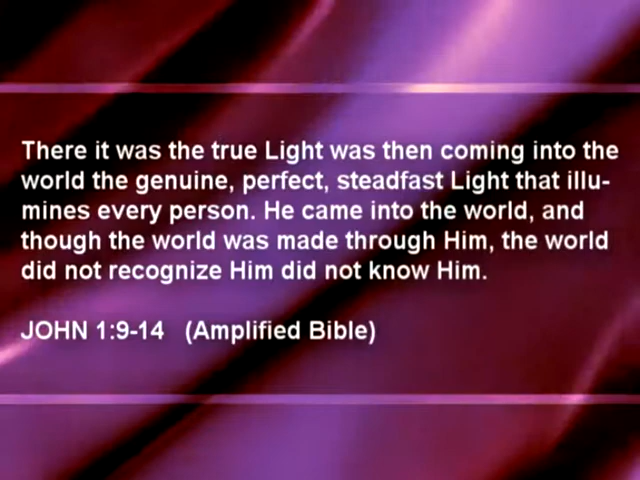 There it was the true Light was then coming into the
world the genuine, perfect, steadfast Light that illu-
mines every person. He came into the world, and
though the world was made through Him, the world
did not recognize Him did not know Him.
JOHN 1:9-14 (Amplified Bible)